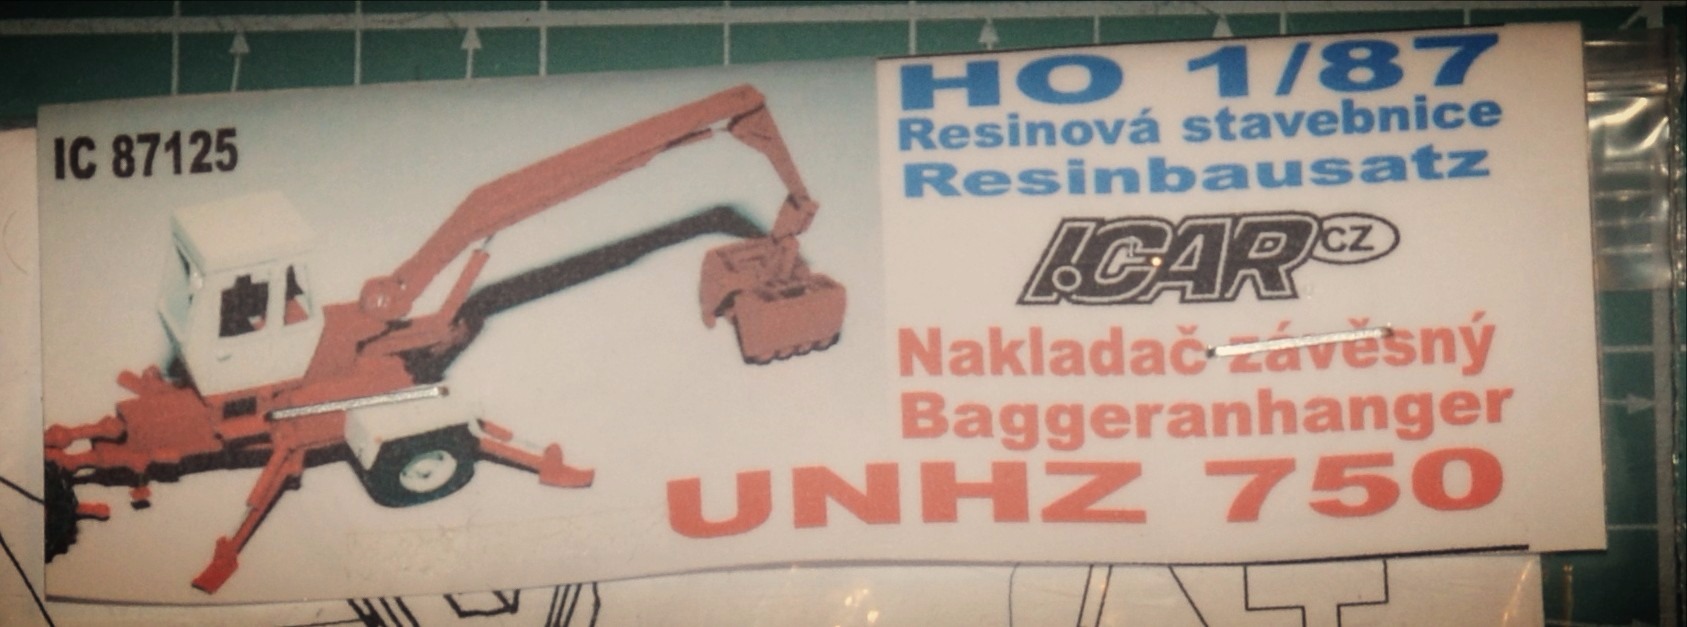 IC 87125
HO 1/87
Resinová stavebnice
Resinbausatz
I.CAR CZ
Nakladač závěsný
Baggeranhanger
UNHZ 750